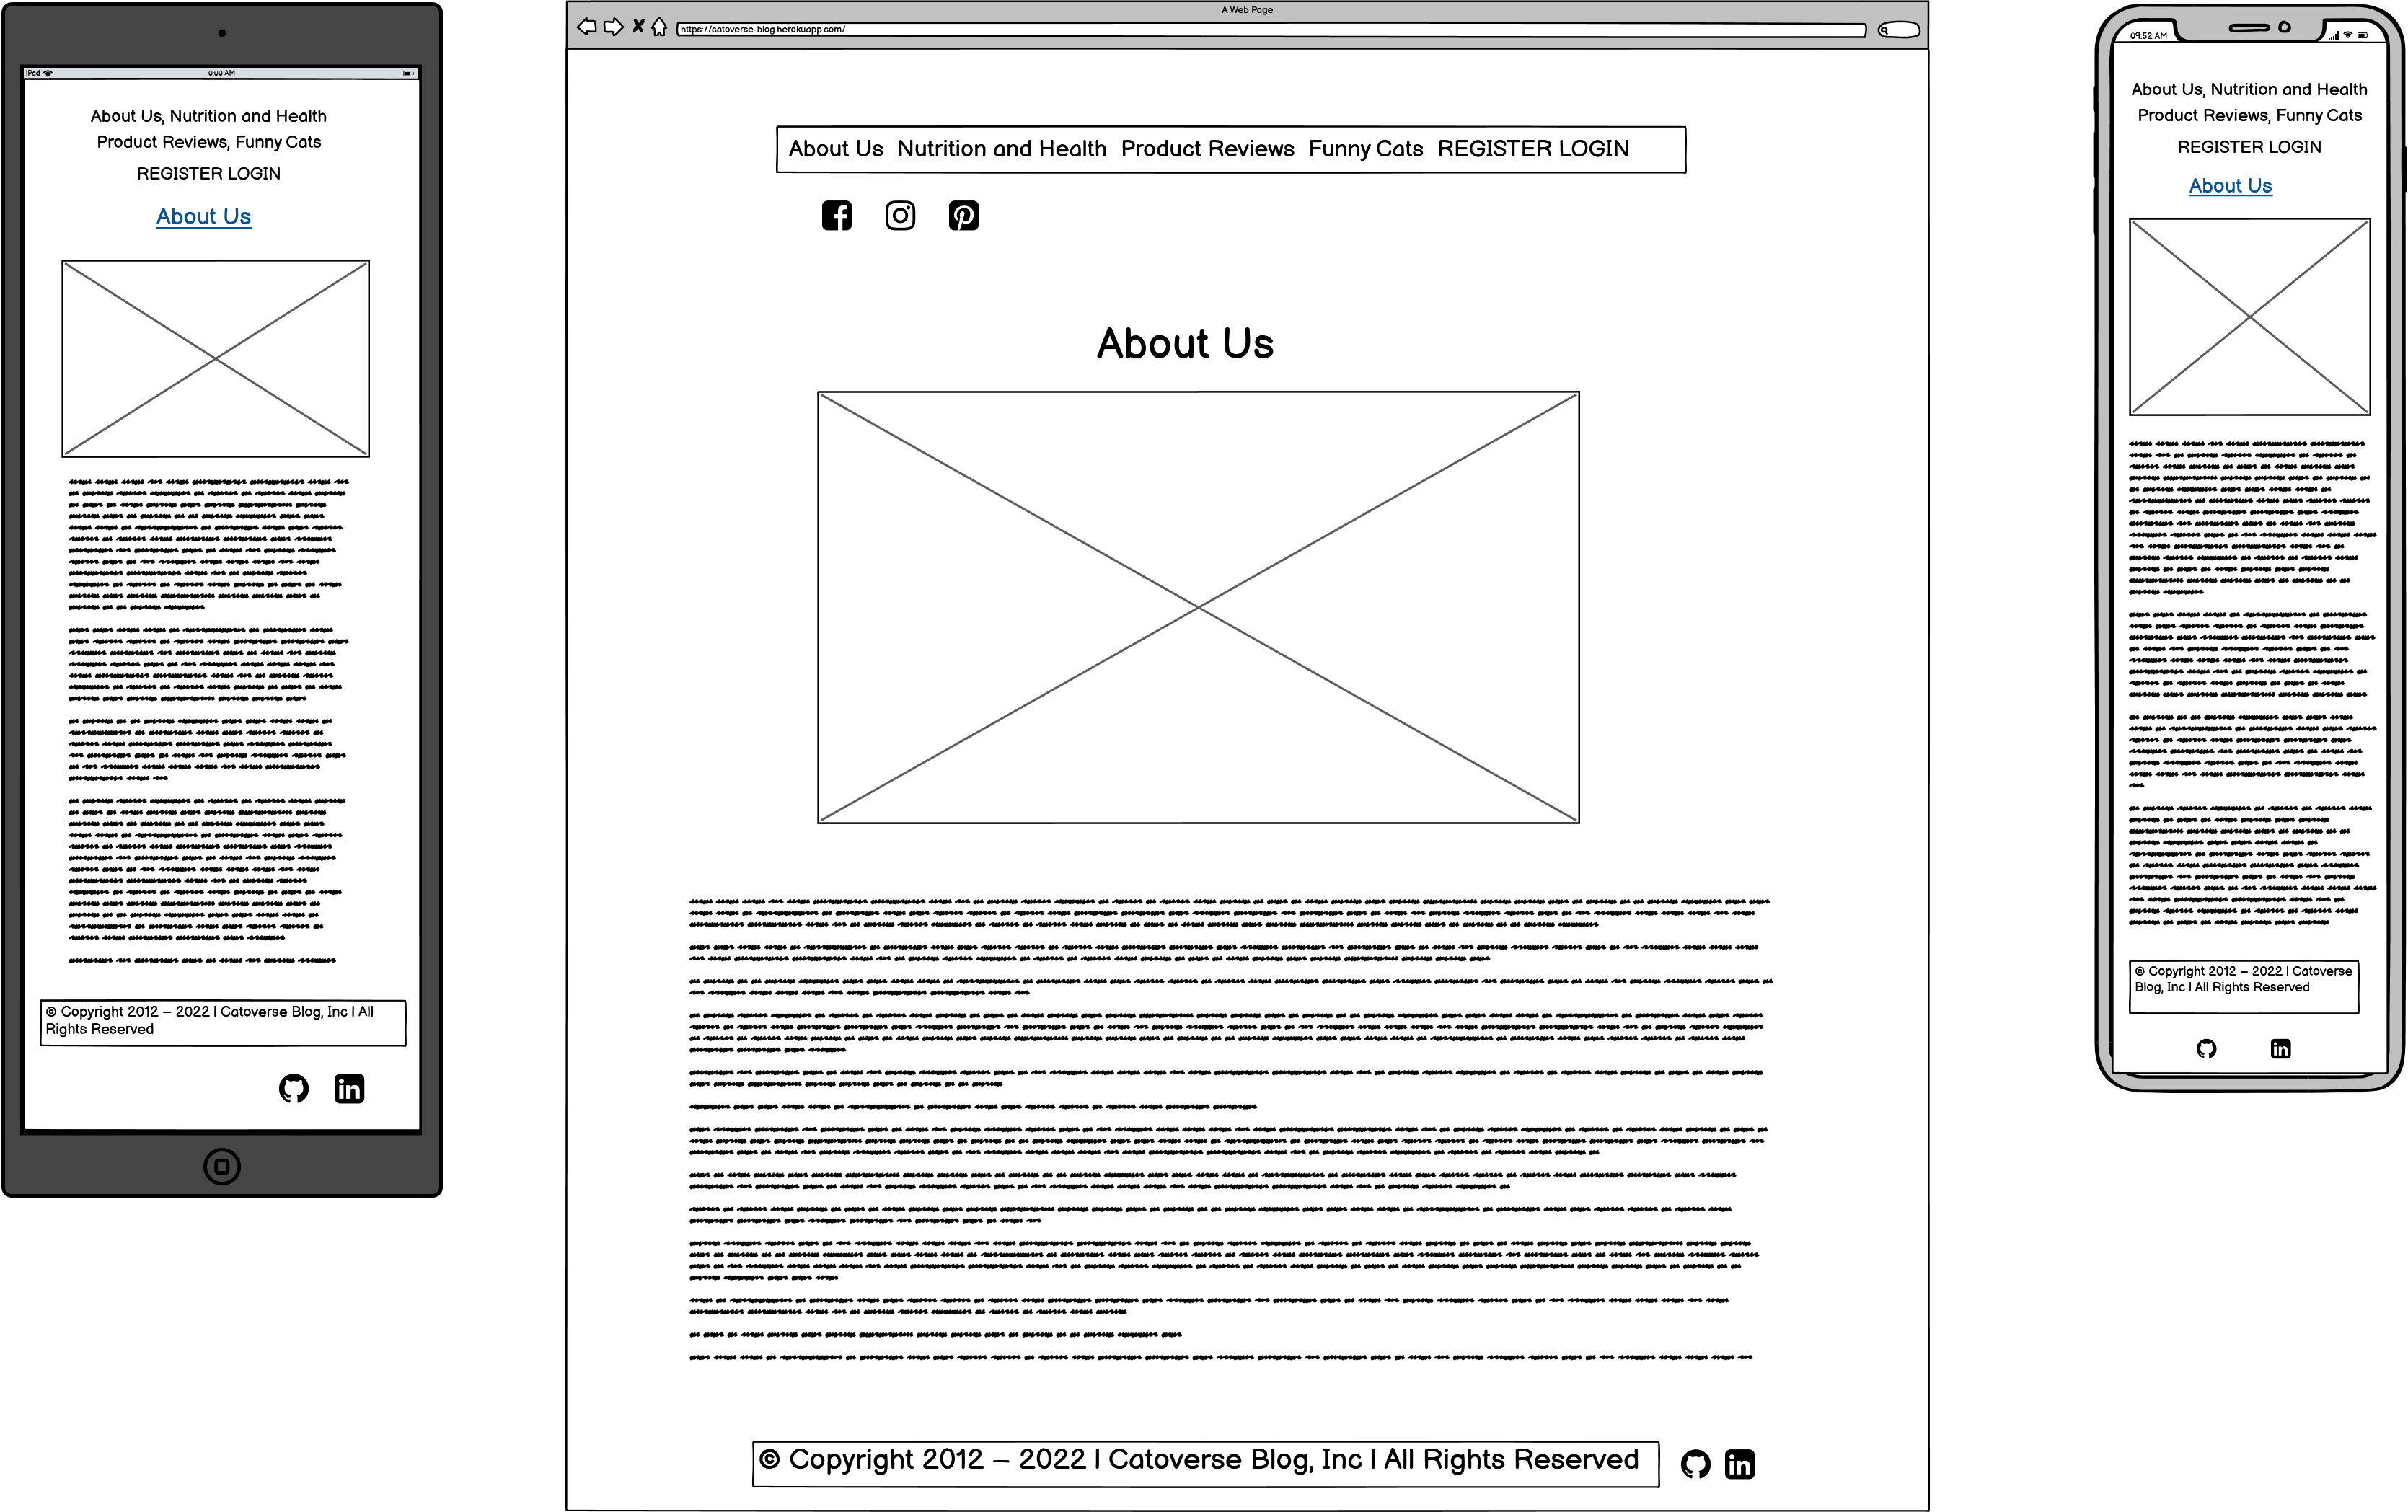 iPad
0:00 AM
About Us, Nutrition and Health
Product Reviews, Funny Cats
REGISTER LOGIN
About Us
© Copyright 2012 – 2022 | Catoverse Blog, Inc | All
Rights Reserved
A Web Page
https://catoverse-blog.herokuapp.com/
About Us Nutrition and Health Product Reviews Funny Cats REGISTER LOGIN
About Us
© Copyright 2012 – 2022 | Catoverse Blog, Inc | All Rights Reserved
in
09:52 AM
About Us, Nutrition and Health
Product Reviews, Funny Cats
REGISTER LOGIN
About Us
© Copyright 2012 – 2022 | Catoverse
Blog, Inc | All Rights Reserved